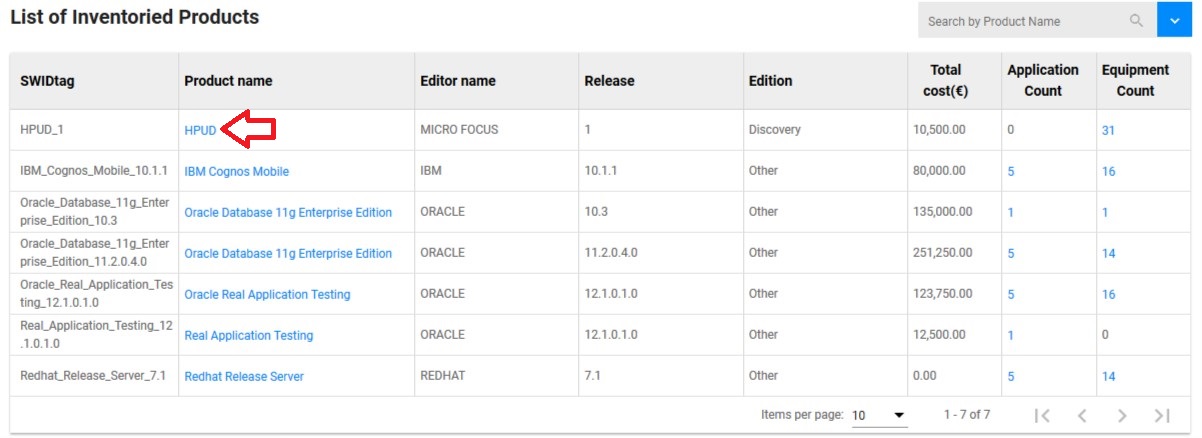 List of Inventoried Products
Search by Product Name
SWIDtag Product name Editor name Release Edition Total cost(€) Application Count Equipment Count
HPUD_1 HPUD MICRO FOCUS 1 Discovery 10,500.00 0 31
IBM_Cognos_Mobile_10.1.1 IBM Cognos Mobile IBM 10.1.1 Other 80,000.00 5 16
Oracle_Database_11g_Enter
prise_Edition_10.3 Oracle Database 11g Enterprise Edition ORACLE 10.3 Other 135,000.00 1 1
Oracle_Database_11g_Enter
prise_Edition_11.2.0.4.0 Oracle Database 11g Enterprise Edition ORACLE 11.2.0.4.0 Other 251,250.00 5 14
Oracle_Real_Application_Tes
ting_12.1.0.1.0 Oracle Real Application Testing ORACLE 12.1.0.1.0 Other 123,750.00 5 16
Real_Application_Testing_12
.1.0.1.0 Real Application Testing ORACLE 12.1.0.1.0 Other 12,500.00 1 0
Redhat_Release_Server_7.1 Redhat Release Server REDHAT 7.1 Other 0.00 5 14
Items per page: 10 1 - 7 of 7